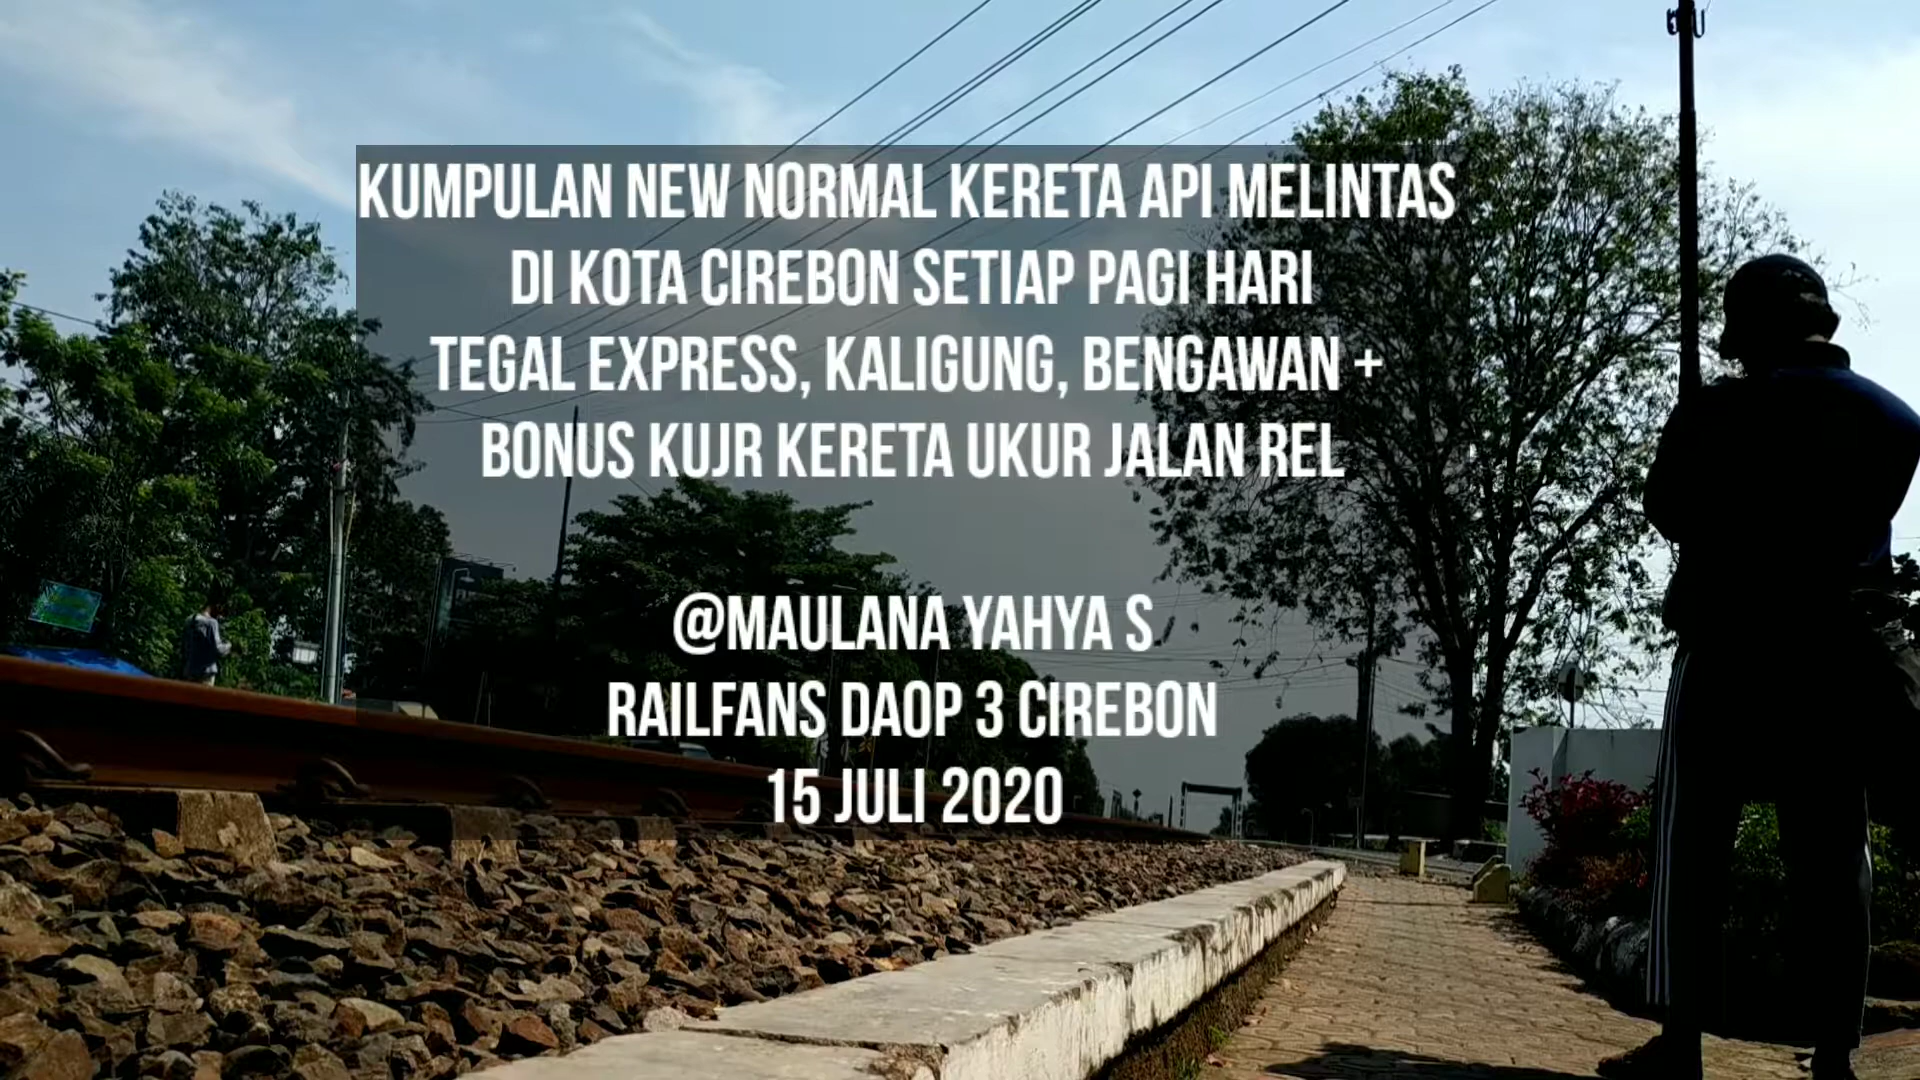 KUMPULAN NEW NORMAL KERETA API MELINTAS
DI KOTA CIREBON SETIAP PAGI HARI
TEGAL EXPRESS, KALIGUNG, BENGAWAN +
BONUS KUJR KERETA UKUR JALAN REL
@MAULANA YAHYA S
RAILFANS DAOP 3 CIREBON
15 JULI 2020